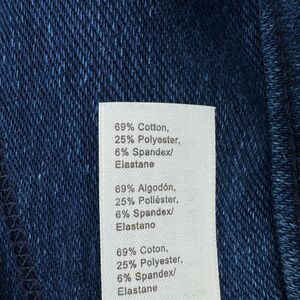 69% Cotton,
25% Polyester,
6% Spandex/
Elastane
69% Algodón,
25% Poliéster,
6% Spandex/
Elastano
69% Coton,
25% Polyester,
6% Spandex/
Élastane